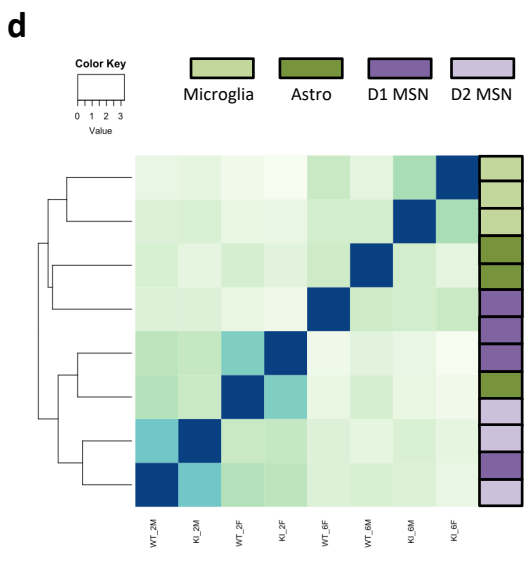 d
Color Key
0 1 2 3
Value
Microglia Astro D1 MSN D2 MSN
WT_2M KI_2M WT_2F KI_2F WT_6F WT_6M KI_6M KI_6F